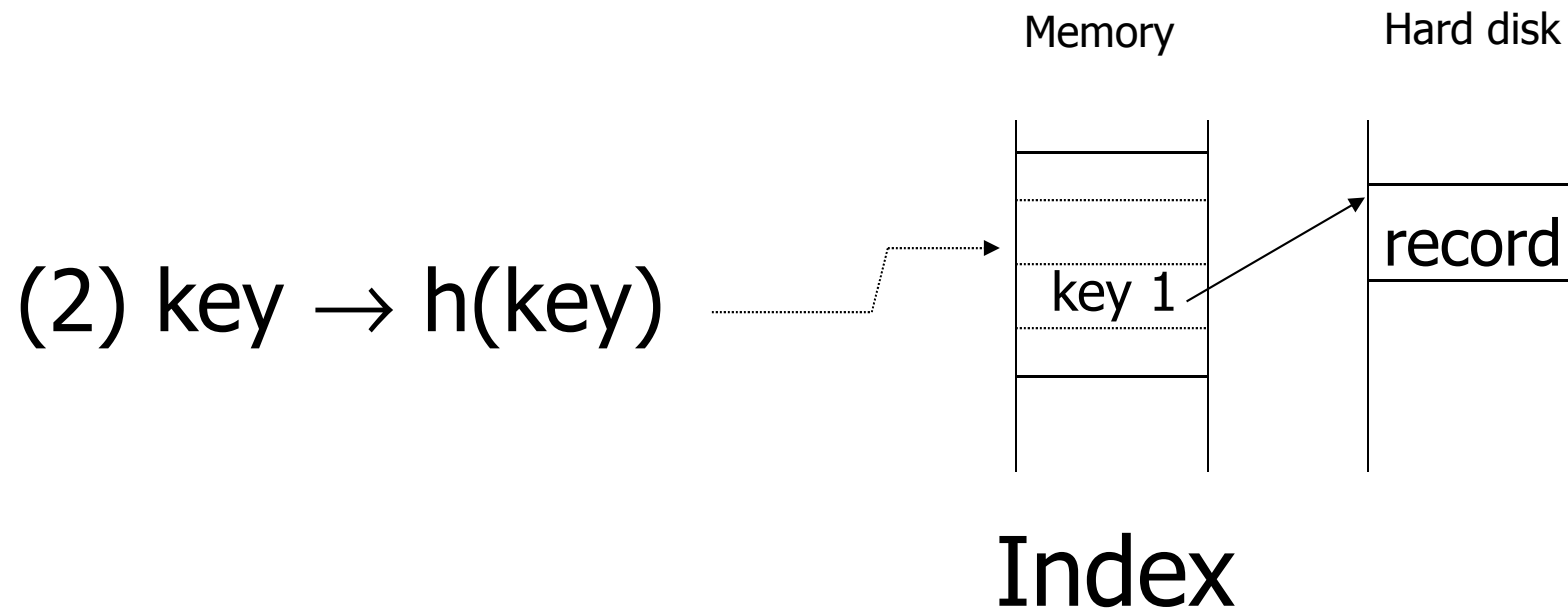 Memory
Hard disk
(2) key → h(key)
key 1
record
Index